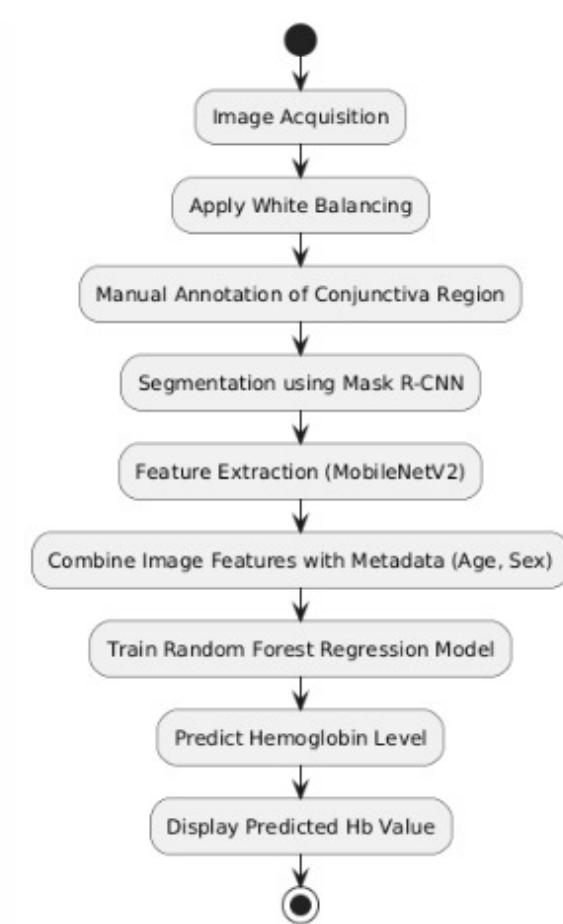 Image Acquisition
Apply White Balancing
Manual Annotation of Conjunctiva Region
Segmentation using Mask R-CNN
Feature Extraction (MobileNetV2)
Combine Image Features with Metadata (Age, Sex)
Train Random Forest Regression Model
Predict Hemoglobin Level
Display Predicted Hb Value